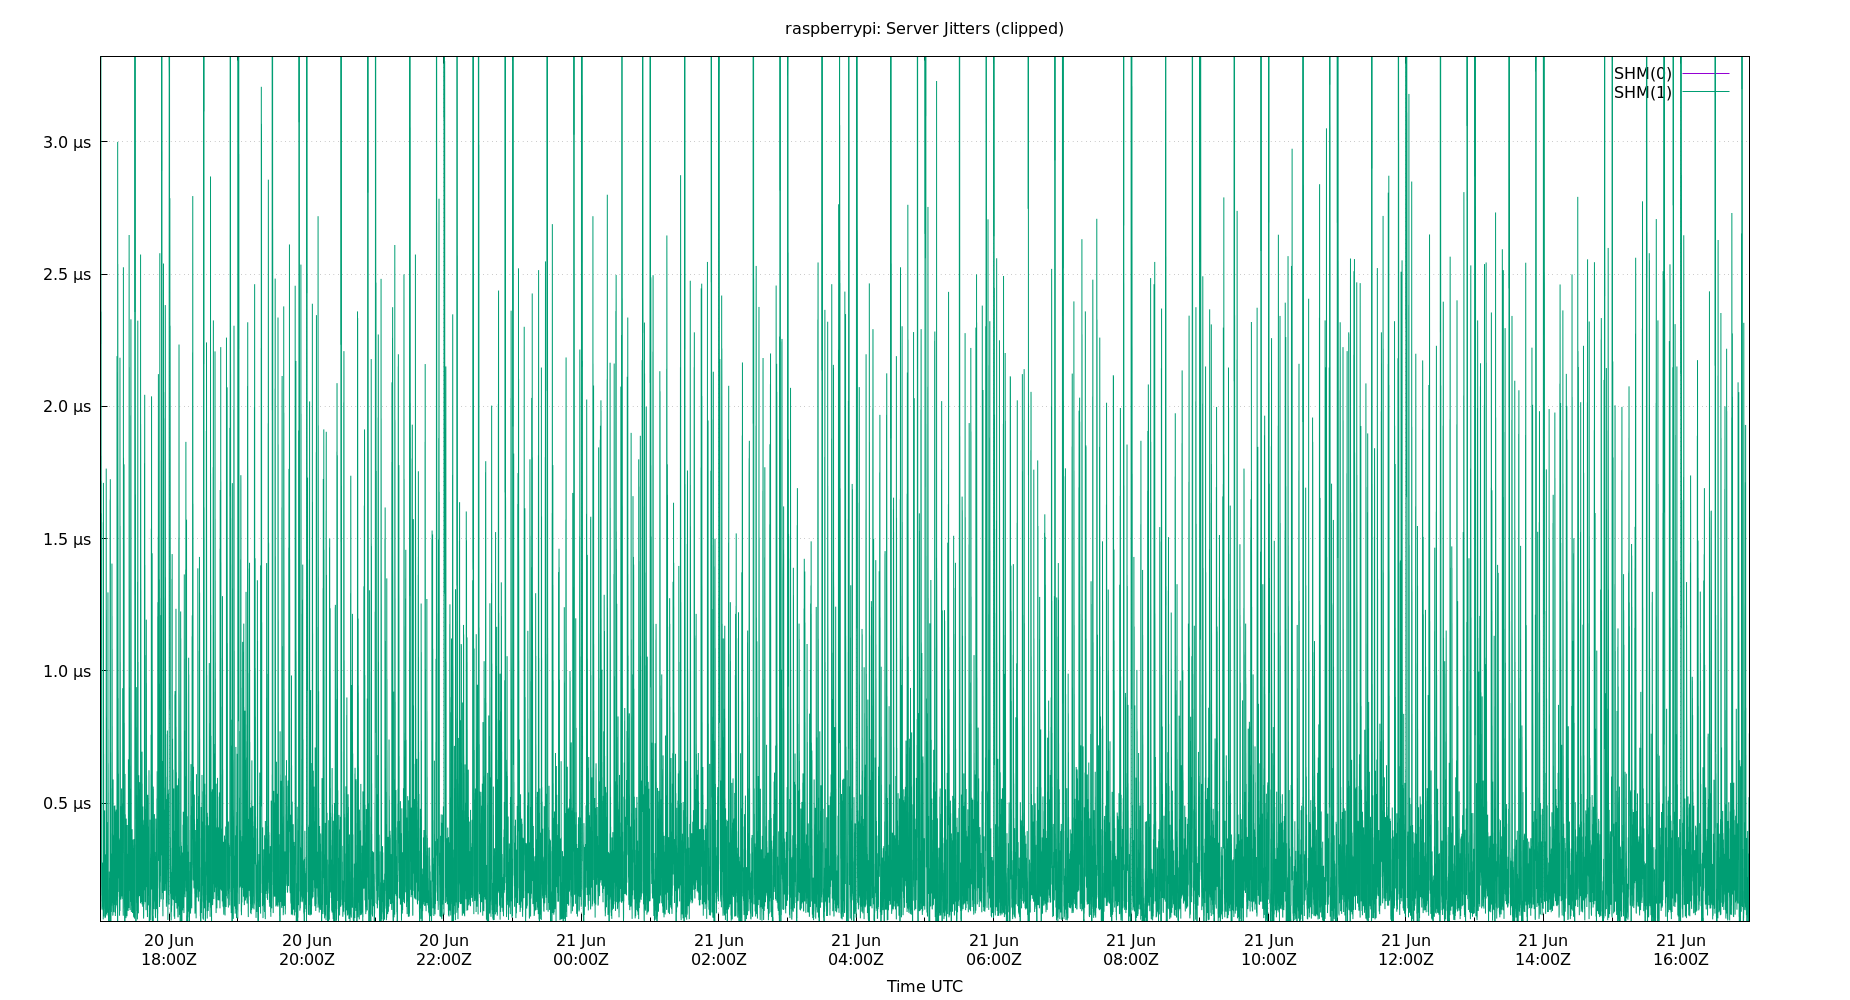 raspberrypi: Server Jitters (clipped)
SHM(0)
SHM(1)
3.0 µs
2.5 µs
2.0 µs
1.5 µs
1.0 µs
0.5 µs
20 Jun 20 Jun 20 Jun 21 Jun 21 Jun 21 Jun 21 Jun 21 Jun 21 Jun 21 Jun 21 Jun 21 Jun
18:00Z 20:00Z 22:00Z 00:00Z 02:00Z 04:00Z 06:00Z 08:00Z 10:00Z 12:00Z 14:00Z 16:00Z
Time UTC